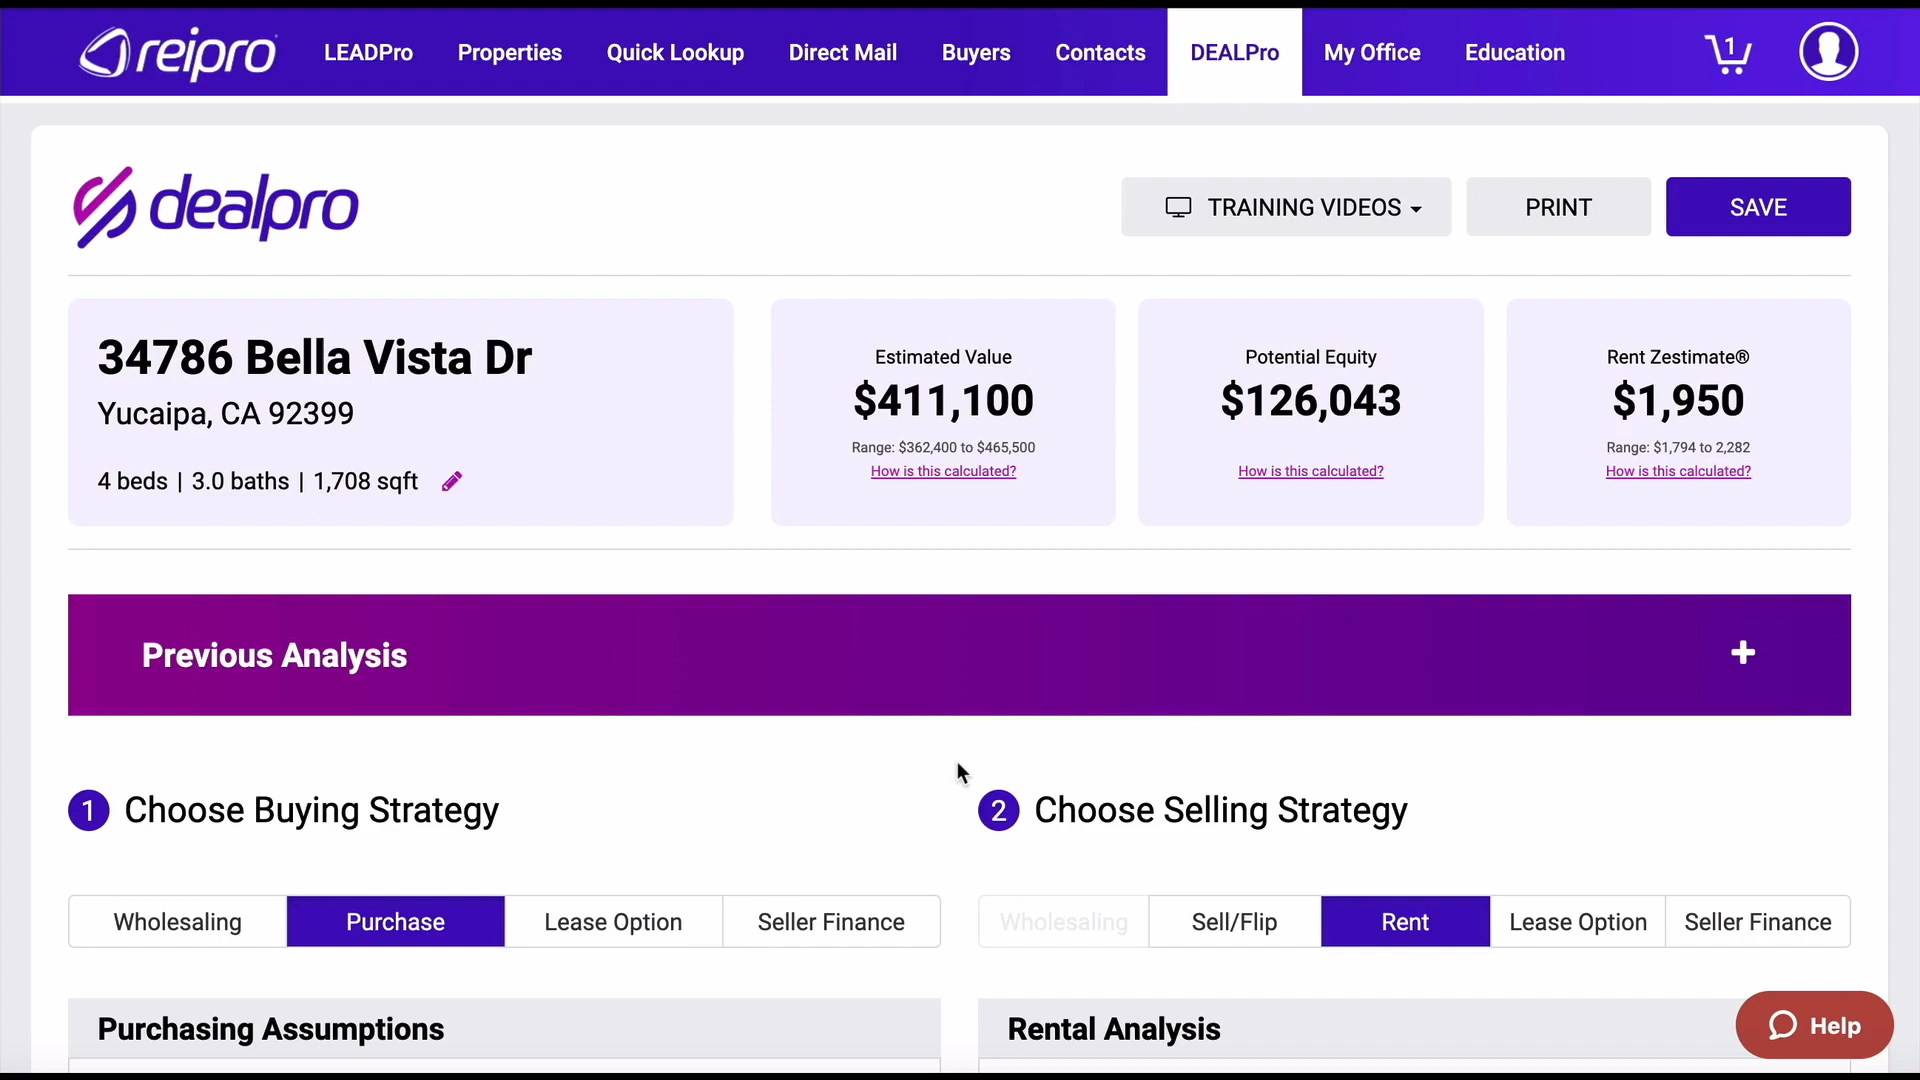 reipro LEADPro Properties Quick Lookup Direct Mail Buyers Contacts DEALPro My Office Education 1
dealpro TRAINING VIDEOS PRINT SAVE
34786 Bella Vista Dr
Yucaipa, CA 92399
4 beds | 3.0 baths | 1,708 sqft
Estimated Value
$411,100
Range: $362,400 to $465,500
How is this calculated?
Potential Equity
$126,043
How is this calculated?
Rent Zestimate®
$1,950
Range: $1,794 to 2,282
How is this calculated?
Previous Analysis +
1 Choose Buying Strategy
Wholesaling Purchase Lease Option Seller Finance
Purchasing Assumptions
2 Choose Selling Strategy
Wholesaling Sell/Flip Rent Lease Option Seller Finance
Rental Analysis
Help